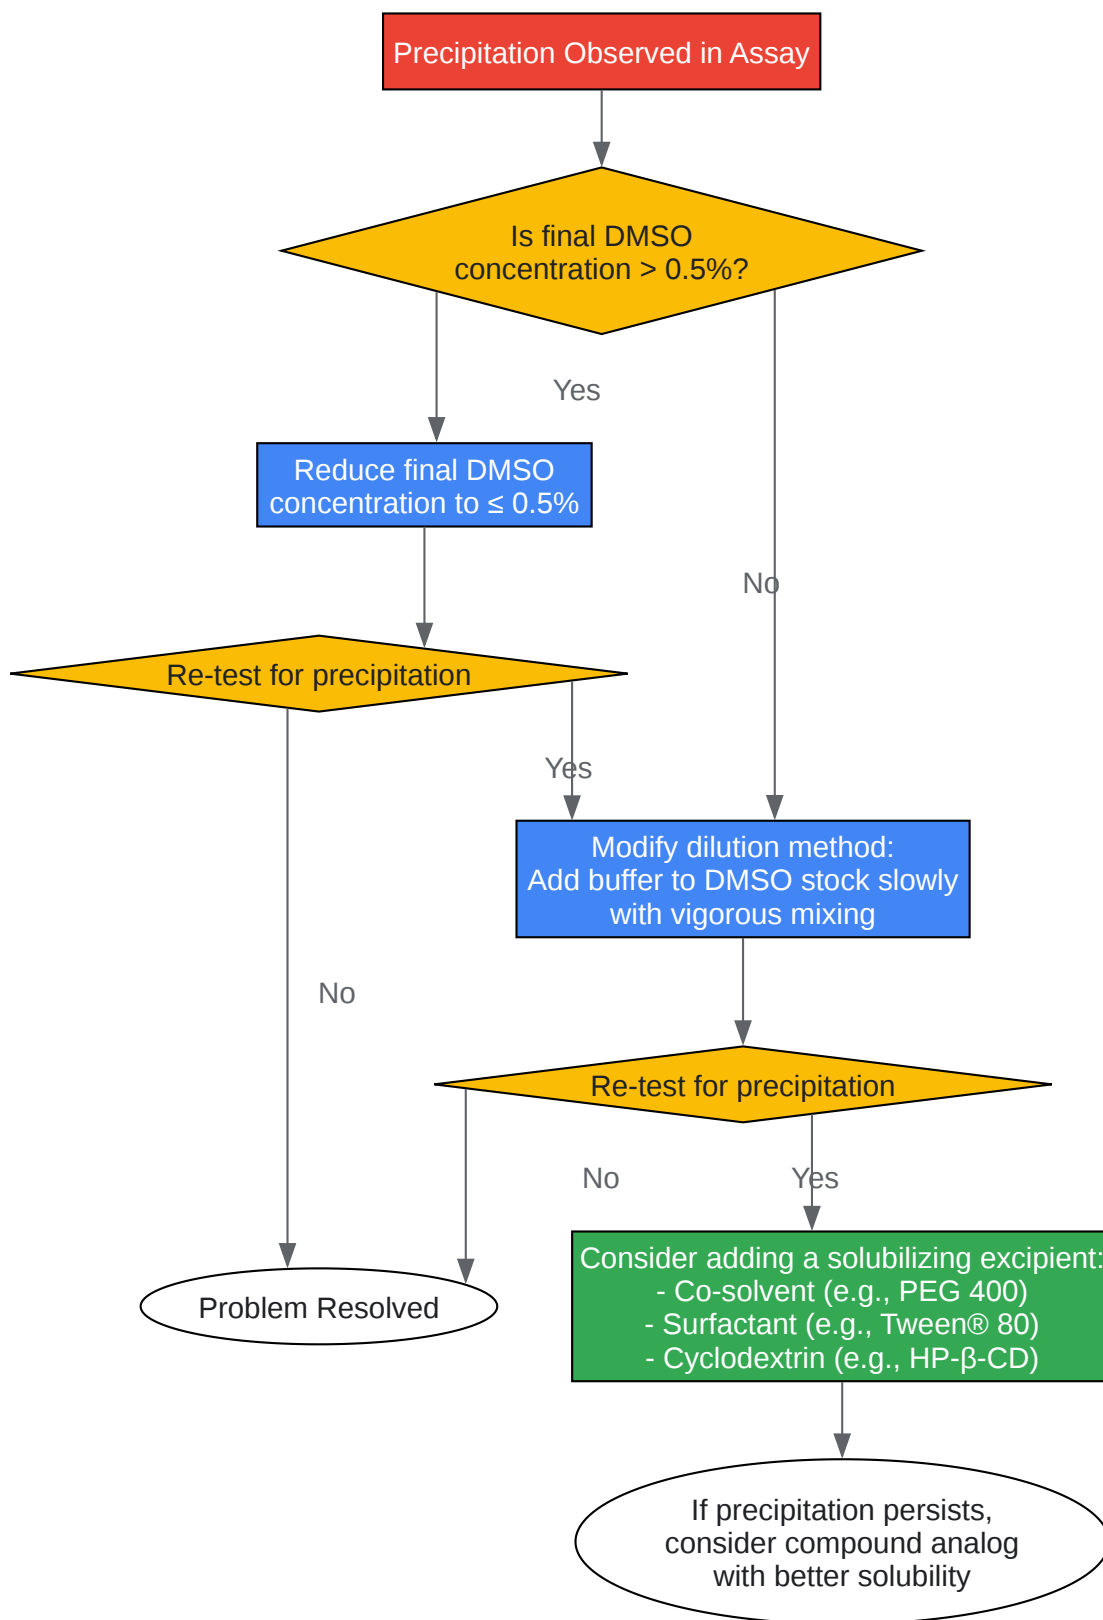 Precipitation Observed in Assay
Is final DMSO
concentration > 0.5%?
Yes
Reduce final DMSO
concentration to ≤ 0.5%
No
Re-test for precipitation
Yes
Modify dilution method:
Add buffer to DMSO stock slowly
with vigorous mixing
No
Re-test for precipitation
No
Yes
Consider adding a solubilizing excipient:
- Co-solvent (e.g., PEG 400)
- Surfactant (e.g., Tween® 80)
- Cyclodextrin (e.g., HP-β-CD)
Problem Resolved
If precipitation persists,
consider compound analog
with better solubility